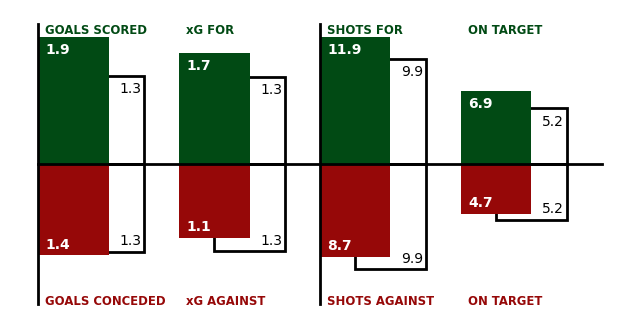 GOALS SCORED xG FOR SHOTS FOR ON TARGET
1.9 1.3 1.7 1.3 11.9 9.9 6.9 5.2
1.4 1.3 1.1 1.3 8.7 9.9 4.7 5.2
GOALS CONCEDED xG AGAINST SHOTS AGAINST ON TARGET